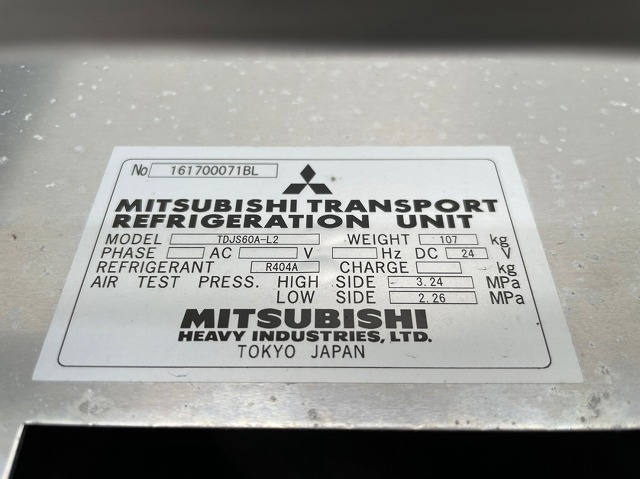 No 161700071BL
MITSUBISHI TRANSPORT
REFRIGERATION UNIT
MODEL TDJS60A-L2 WEIGHT 107 kg
PHASE AC V Hz DC 24 V
REFRIGERANT R404A CHARGE kg
AIR TEST PRESS. HIGH SIDE 3.24 MPa
LOW SIDE 2.26 MPa
MITSUBISHI
HEAVY INDUSTRIES, LTD.
TOKYO JAPAN